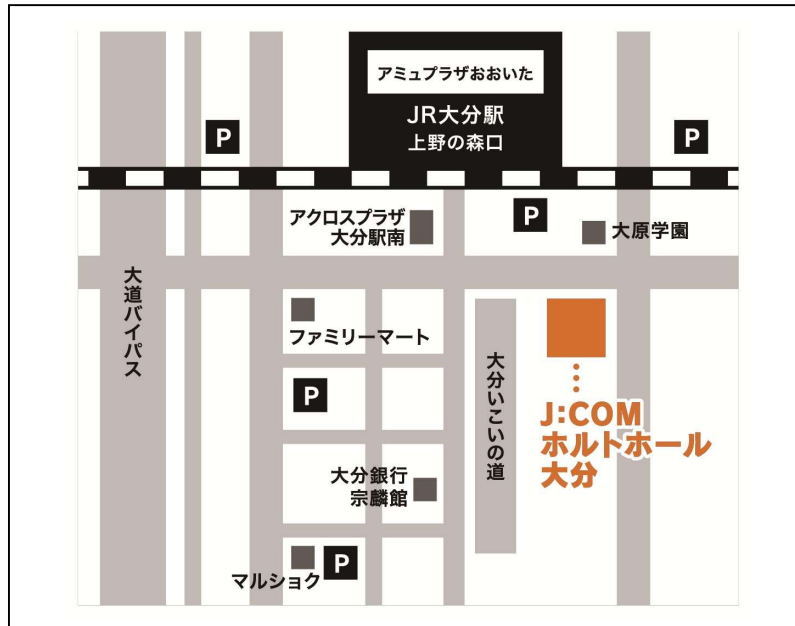 アミュプラザおおいた
JR大分駅
上野の森口
P
P
アクロスプラザ
大分駅南
P
大原学園
大道バイパス
ファミリーマート
大分いこいの道
P
J:COM
ホルトホール
大分
大分銀行
宗麟館
P
マルショク